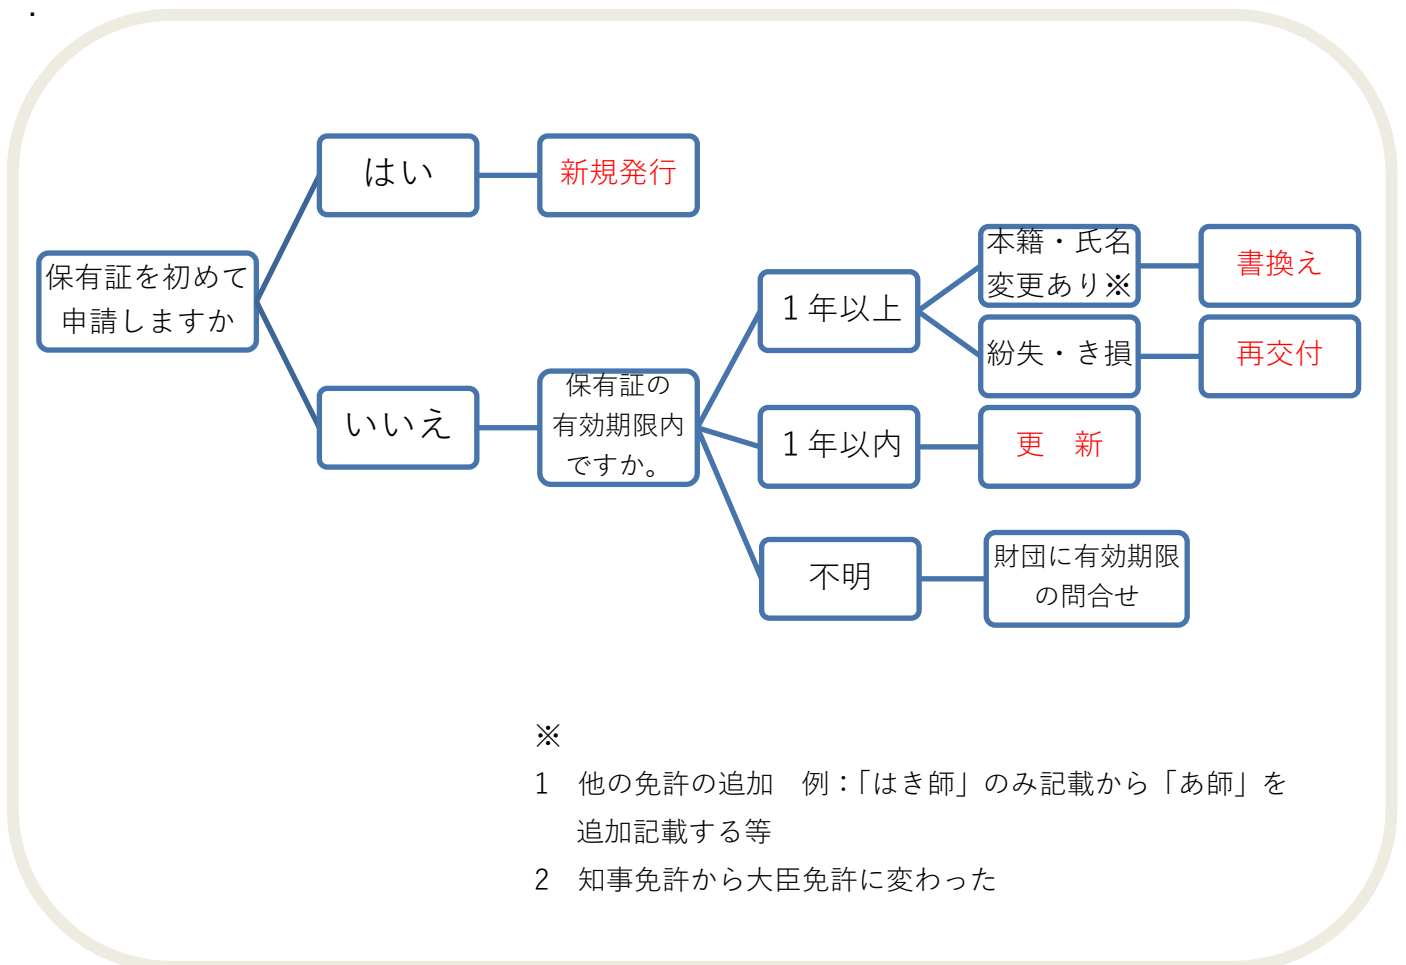 保有証を初めて
申請しますか
はい
新規発行
いいえ
保有証の
有効期限内
ですか。
１年以上
本籍・氏名
変更あり※
書換え
紛失・き損
再交付
１年以内
更　新
不明
財団に有効期限
の問合せ
※
1　他の免許の追加　例：「はき師」のみ記載から「あ師」を
追加記載する等
2　知事免許から大臣免許に変わった